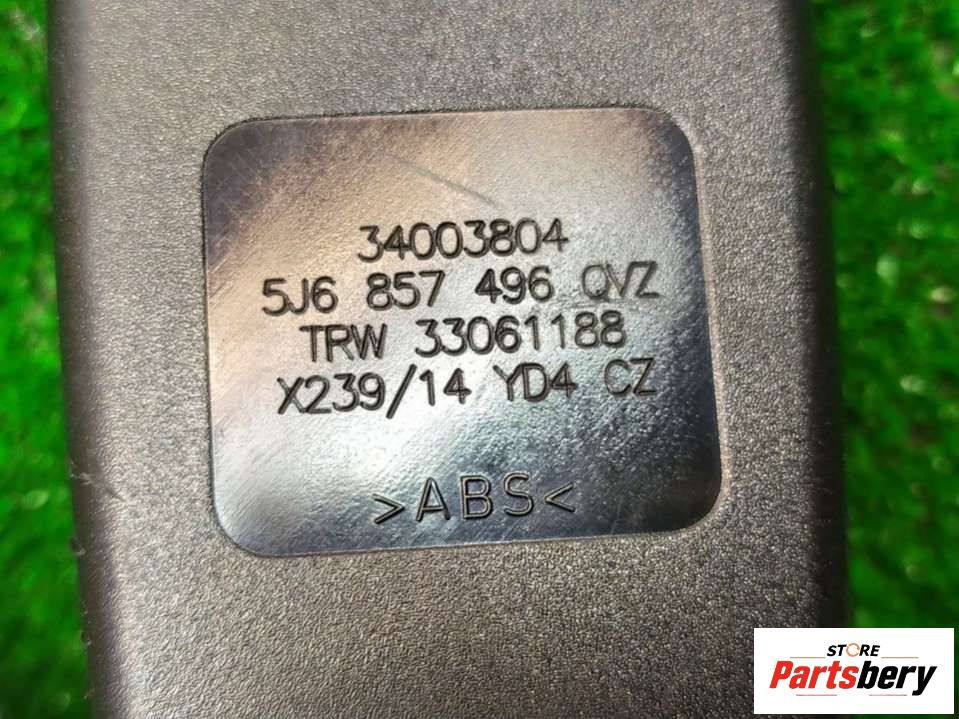 34003804
5J6 857 496 QVZ
TRW 33061188
X239/14 YD4 CZ
>ABS<
STORE
Partsbery